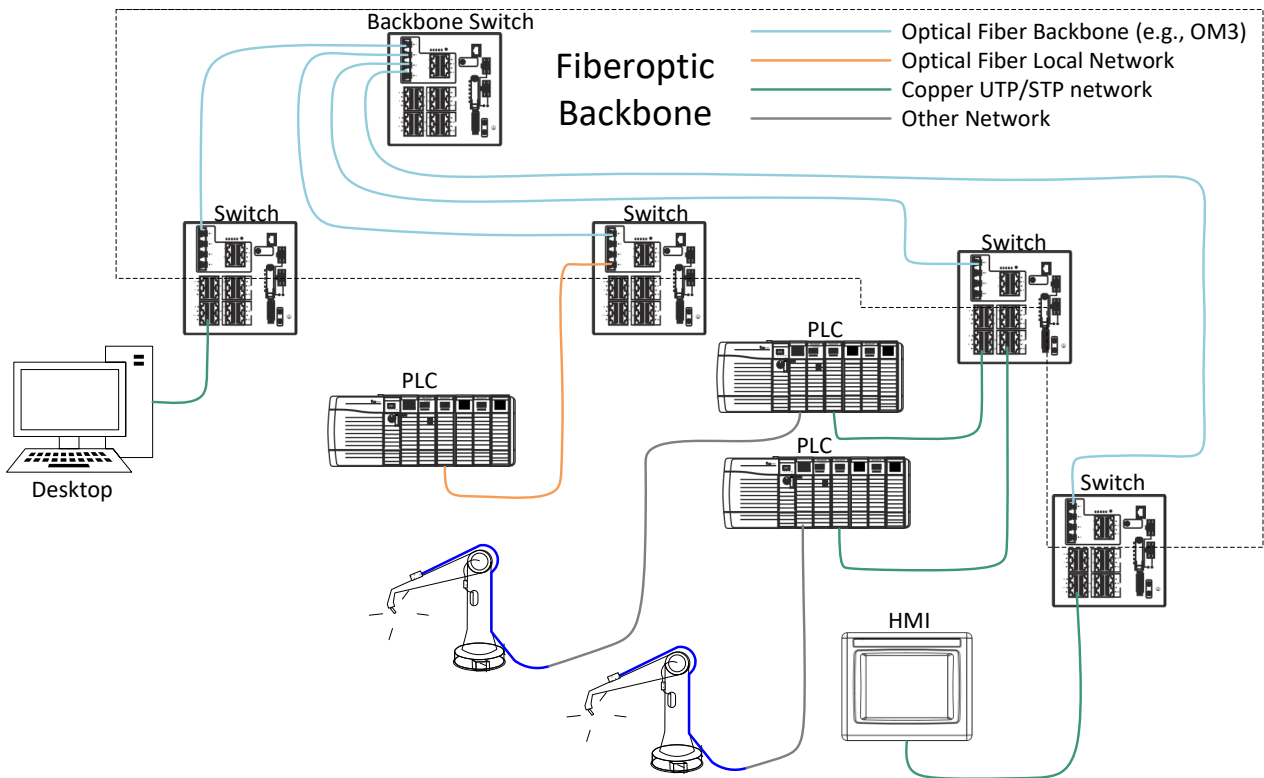 Backbone Switch
Fiberoptic
Backbone
Optical Fiber Backbone (e.g., OM3)
Optical Fiber Local Network
Copper UTP/STP network
Other Network
Switch
Switch
Switch
PLC
PLC
PLC
Desktop
Switch
HMI